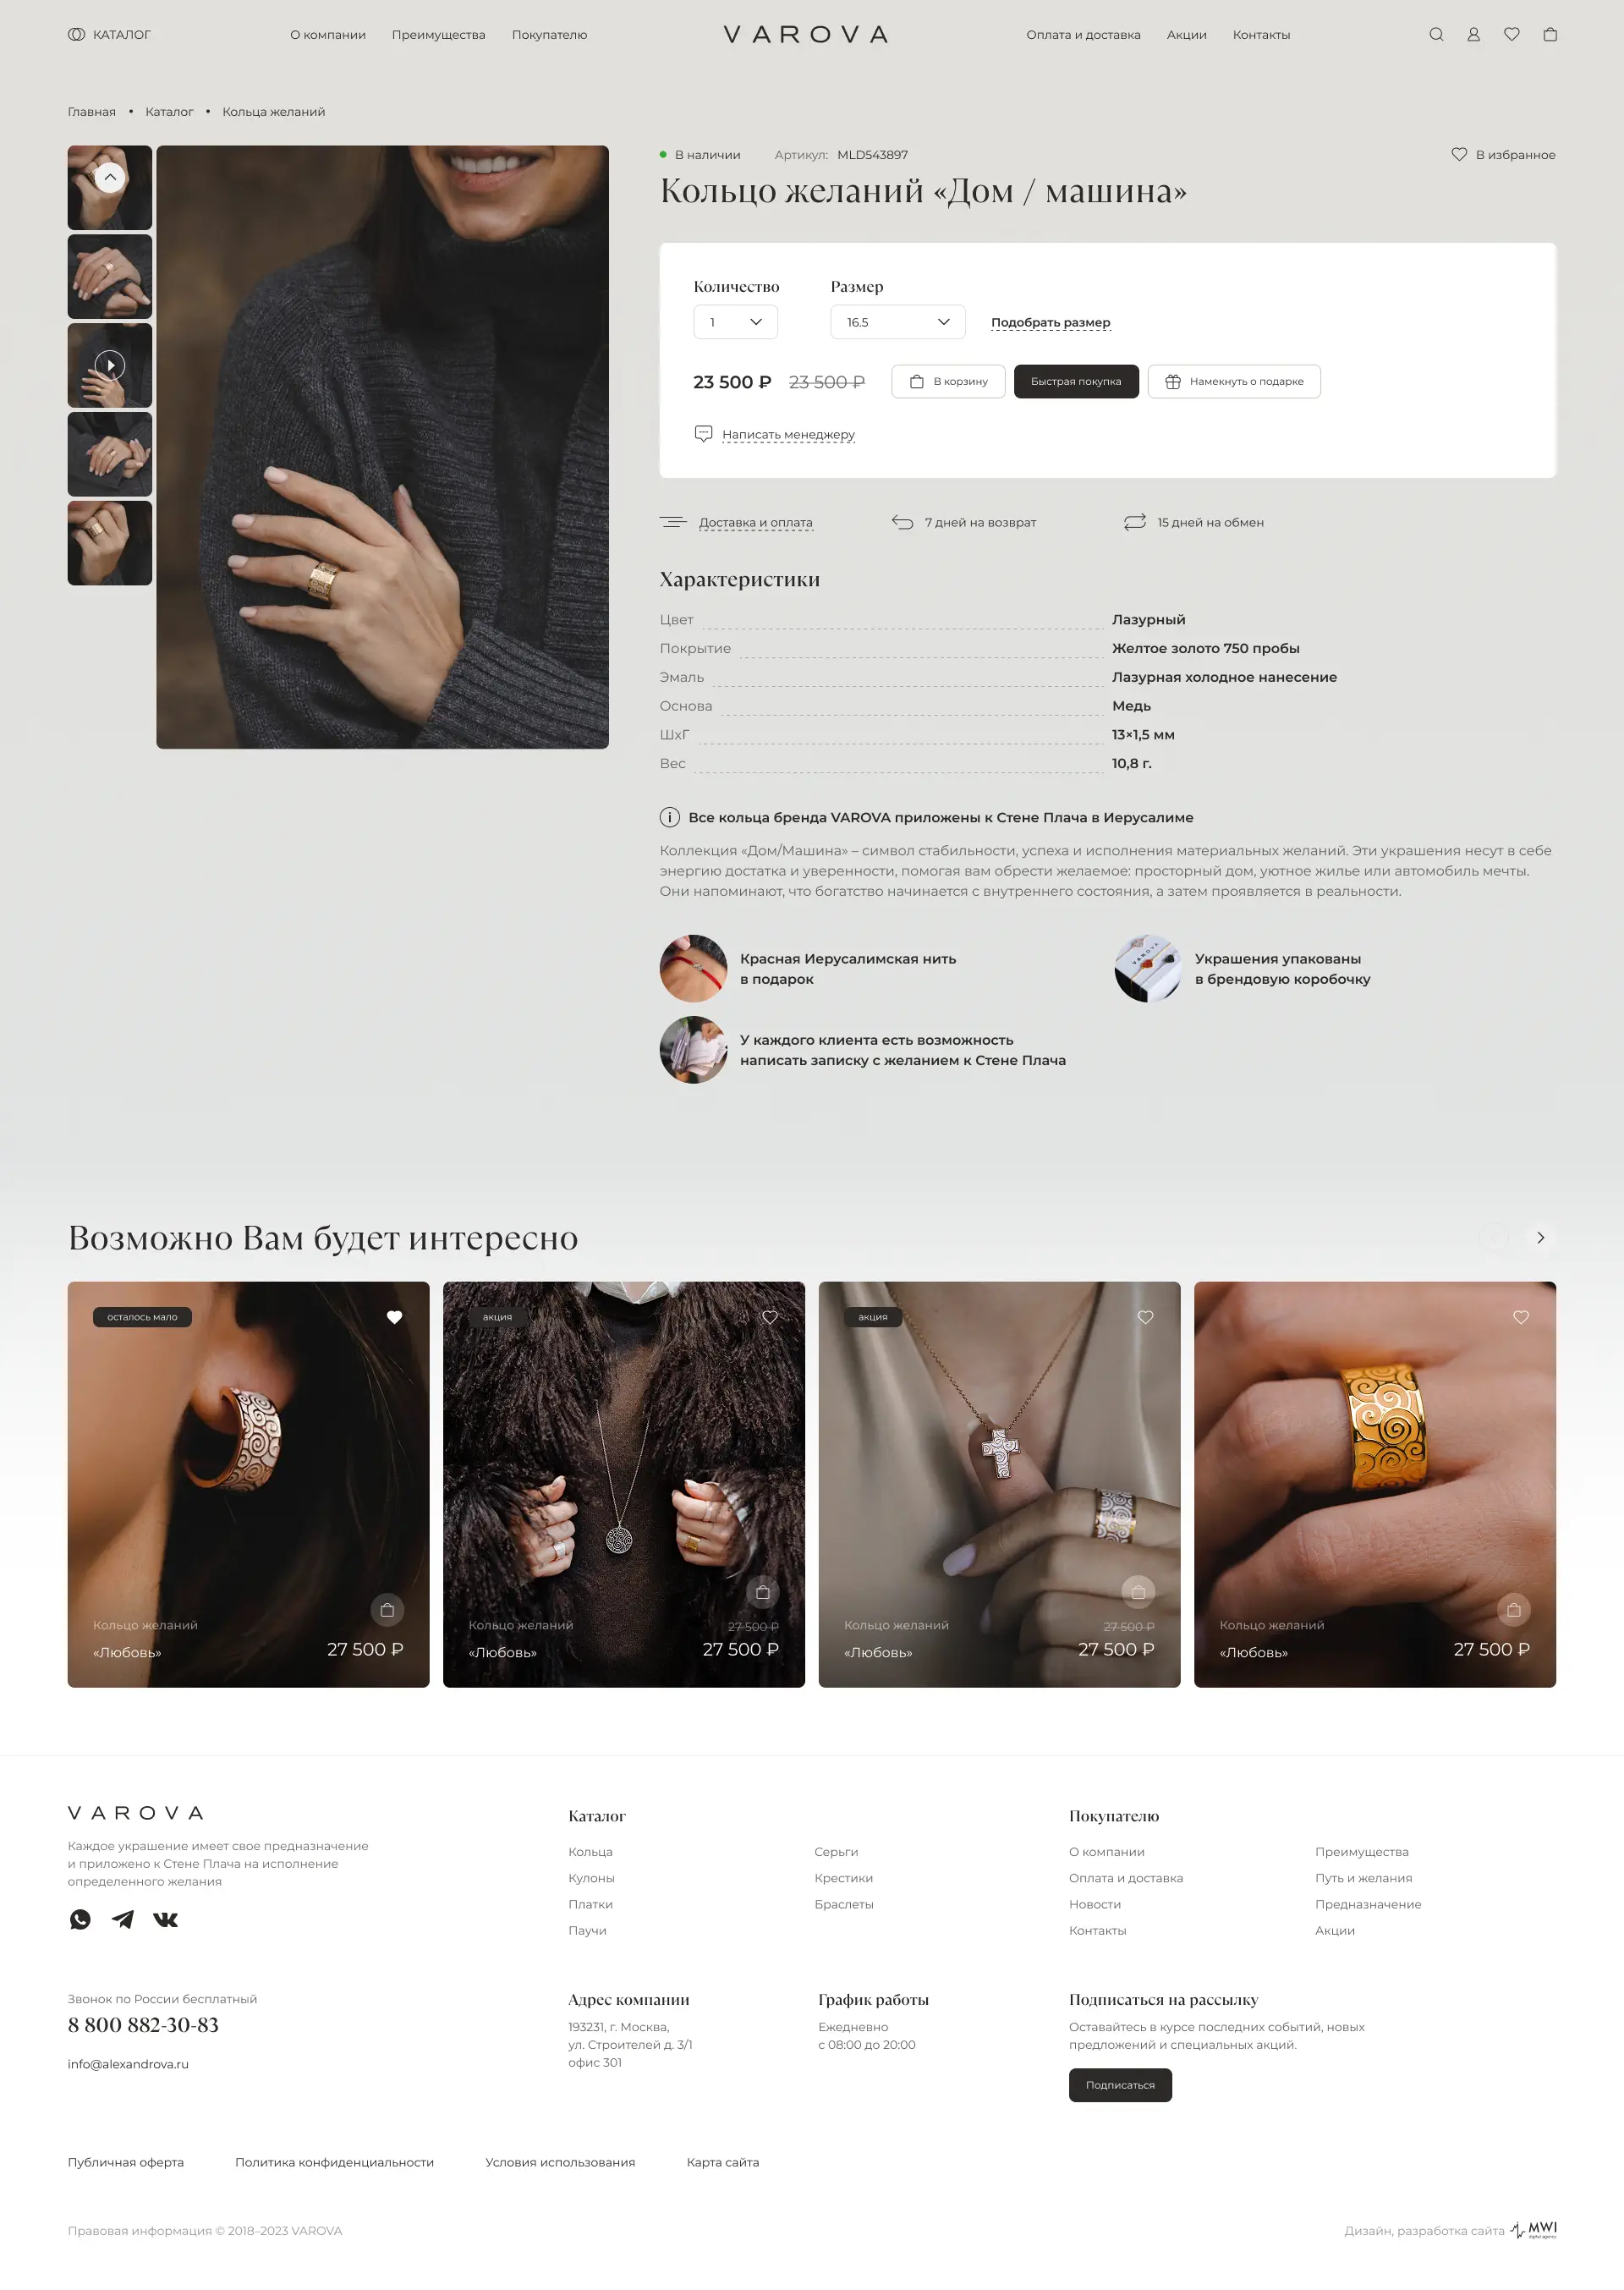 КАТАЛОГ
О компании
Преимущества
Покупателю
VAROVA
Оплата и доставка
Акции
Контакты
Главная • Каталог • Кольца желаний
В наличии
Артикул: MLD543897
В избранное
Кольцо желаний «Дом / машина»
Количество
Размер
1
16.5
Подобрать размер
23 500 ₽
23 500 ₽
В корзину
Быстрая покупка
Намекнуть о подарке
Написать менеджеру
Доставка и оплата
7 дней на возврат
15 дней на обмен
Характеристики
Цвет Лазурный
Покрытие Желтое золото 750 пробы
Эмаль Лазурная холодное нанесение
Основа Медь
ШхГ 13×1,5 мм
Вес 10,8 г.
Все кольца бренда VAROVA приложены к Стене Плача в Иерусалиме
Коллекция «Дом/Машина» – символ стабильности, успеха и исполнения материальных желаний. Эти украшения несут в себе
энергию достатка и уверенности, помогая вам обрести желаемое: просторный дом, уютное жилье или автомобиль мечты.
Они напоминают, что богатство начинается с внутреннего состояния, а затем проявляется в реальности.
Красная Иерусалимская нить
в подарок
VAROVA
Украшения упакованы
в брендовую коробочку
У каждого клиента есть возможность
написать записку с желанием к Стене Плача
Возможно Вам будет интересно
осталось мало
Кольцо желаний
«Любовь»
27 500 ₽
акция
Кольцо желаний
27 500 ₽
«Любовь»
27 500 ₽
акция
Кольцо желаний
27 500 ₽
«Любовь»
27 500 ₽
Кольцо желаний
«Любовь»
27 500 ₽
VAROVA
Каждое украшение имеет свое предназначение
и приложено к Стене Плача на исполнение
определенного желания
Каталог
Кольца
Кулоны
Платки
Паучи
Серьги
Крестики
Браслеты
Покупателю
О компании
Оплата и доставка
Новости
Контакты
Преимущества
Путь и желания
Предназначение
Акции
Звонок по России бесплатный
8 800 882-30-83
info@alexandrova.ru
Адрес компании
193231, г. Москва,
ул. Строителей д. 3/1
офис 301
График работы
Ежедневно
с 08:00 до 20:00
Подписаться на рассылку
Оставайтесь в курсе последних событий, новых
предложений и специальных акций.
Подписаться
Публичная оферта
Политика конфиденциальности
Условия использования
Карта сайта
Правовая информация © 2018–2023 VAROVA
Дизайн, разработка сайта
MWI
digital agency